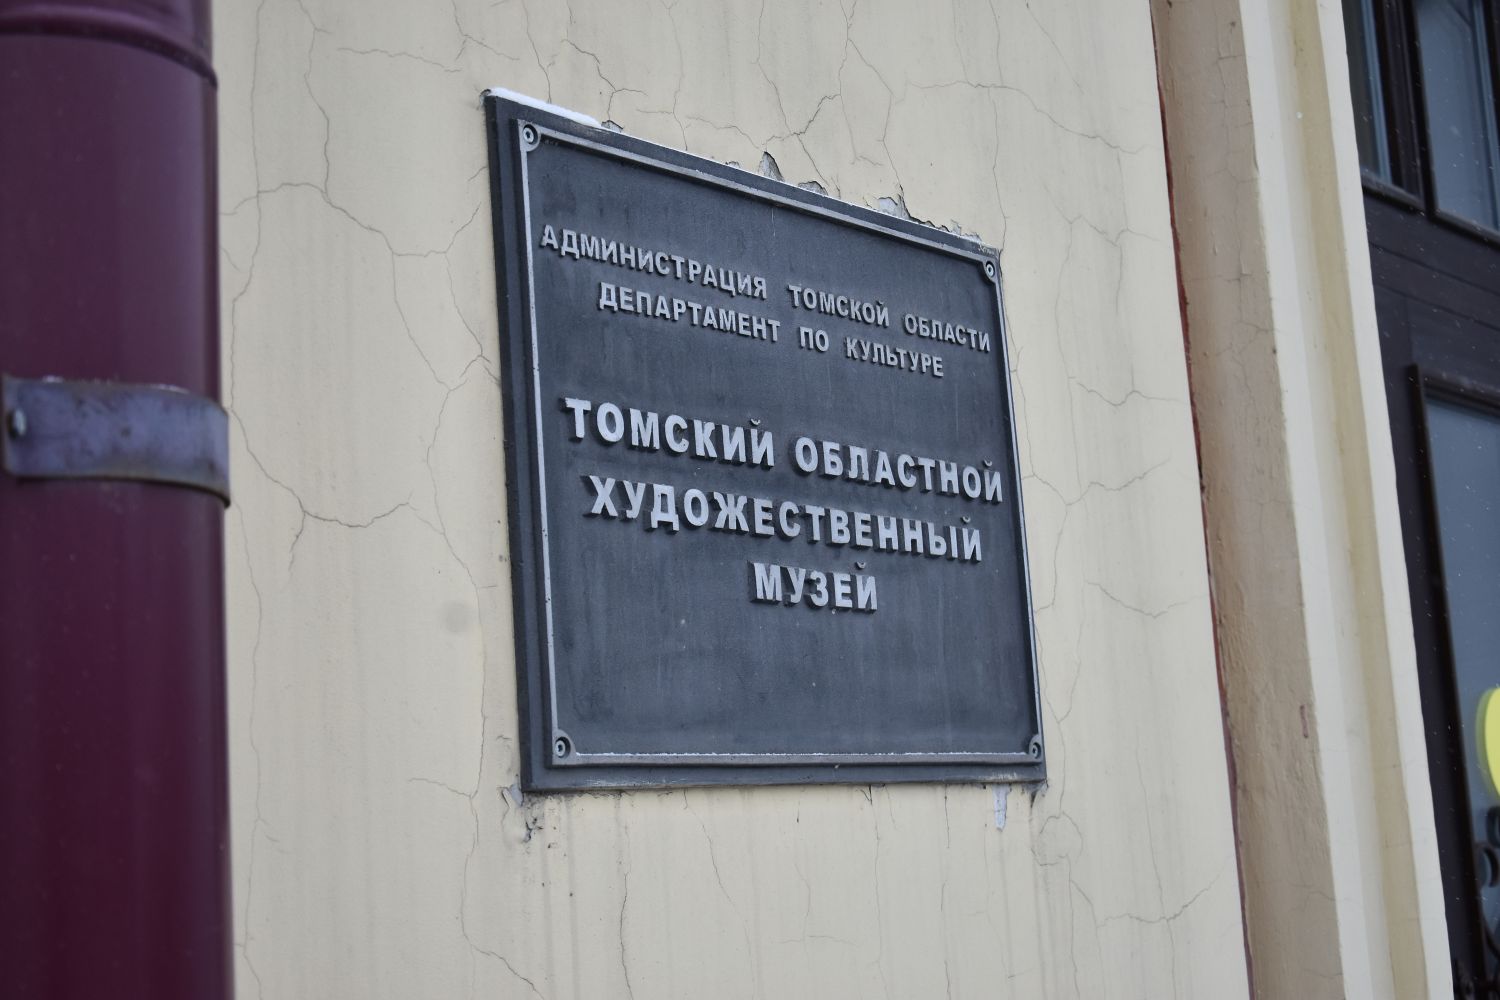 АДМИНИСТРАЦИЯ ТОМСКОЙ ОБЛАСТИ
ДЕПАРТАМЕНТ ПО КУЛЬТУРЕ
ТОМСКИЙ ОБЛАСТНОЙ
ХУДОЖЕСТВЕННЫЙ
МУЗЕЙ